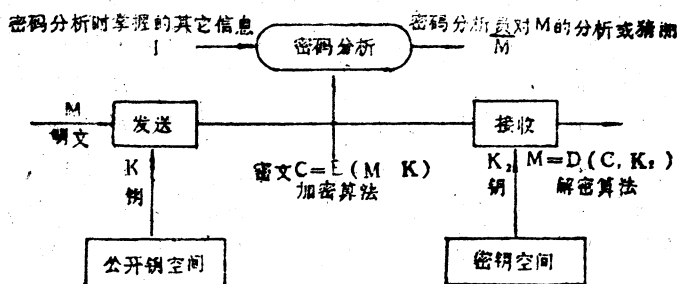 密码分析时掌握的其它信息
I
密码分析
密码分析员对M的分析或猜测
M
M
明文
发送
接收
K
钥
密文C=E(M K)
加密算法
K₂
钥
M=D(C, K₂)
解密算法
公开钥空间
密钥空间